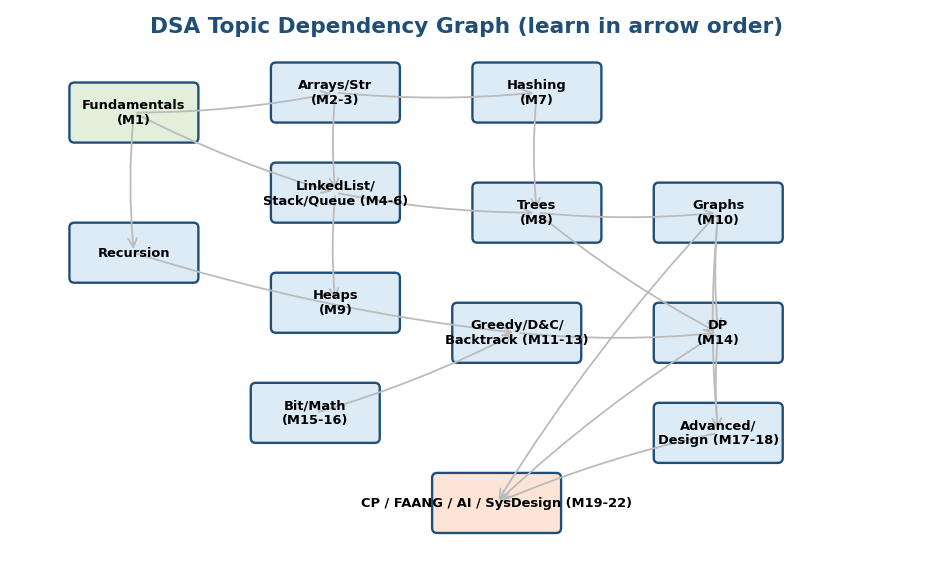 DSA Topic Dependency Graph (learn in arrow order)
Fundamentals
(M1)
Arrays/Str
(M2-3)
Hashing
(M7)
LinkedList/
Stack/Queue (M4-6)
Trees
(M8)
Graphs
(M10)
Recursion
Heaps
(M9)
Greedy/D&C/
Backtrack (M11-13)
DP
(M14)
Bit/Math
(M15-16)
Advanced/
Design (M17-18)
CP / FAANG / AI / SysDesign (M19-22)